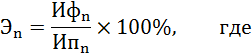 Эₙ = Ифₙ / Ипₙ × 100%, где